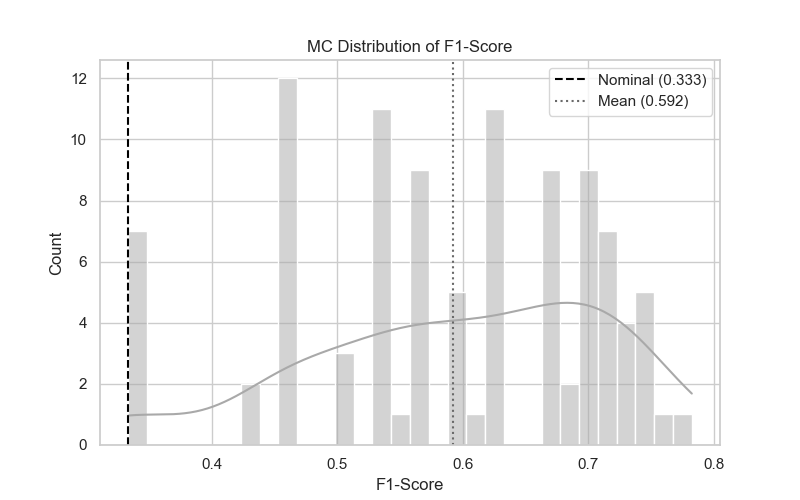 MC Distribution of F1-Score
Nominal (0.333)
Mean (0.592)
12
10
8
6
4
2
0
Count
0.4 0.5 0.6 0.7 0.8
F1-Score